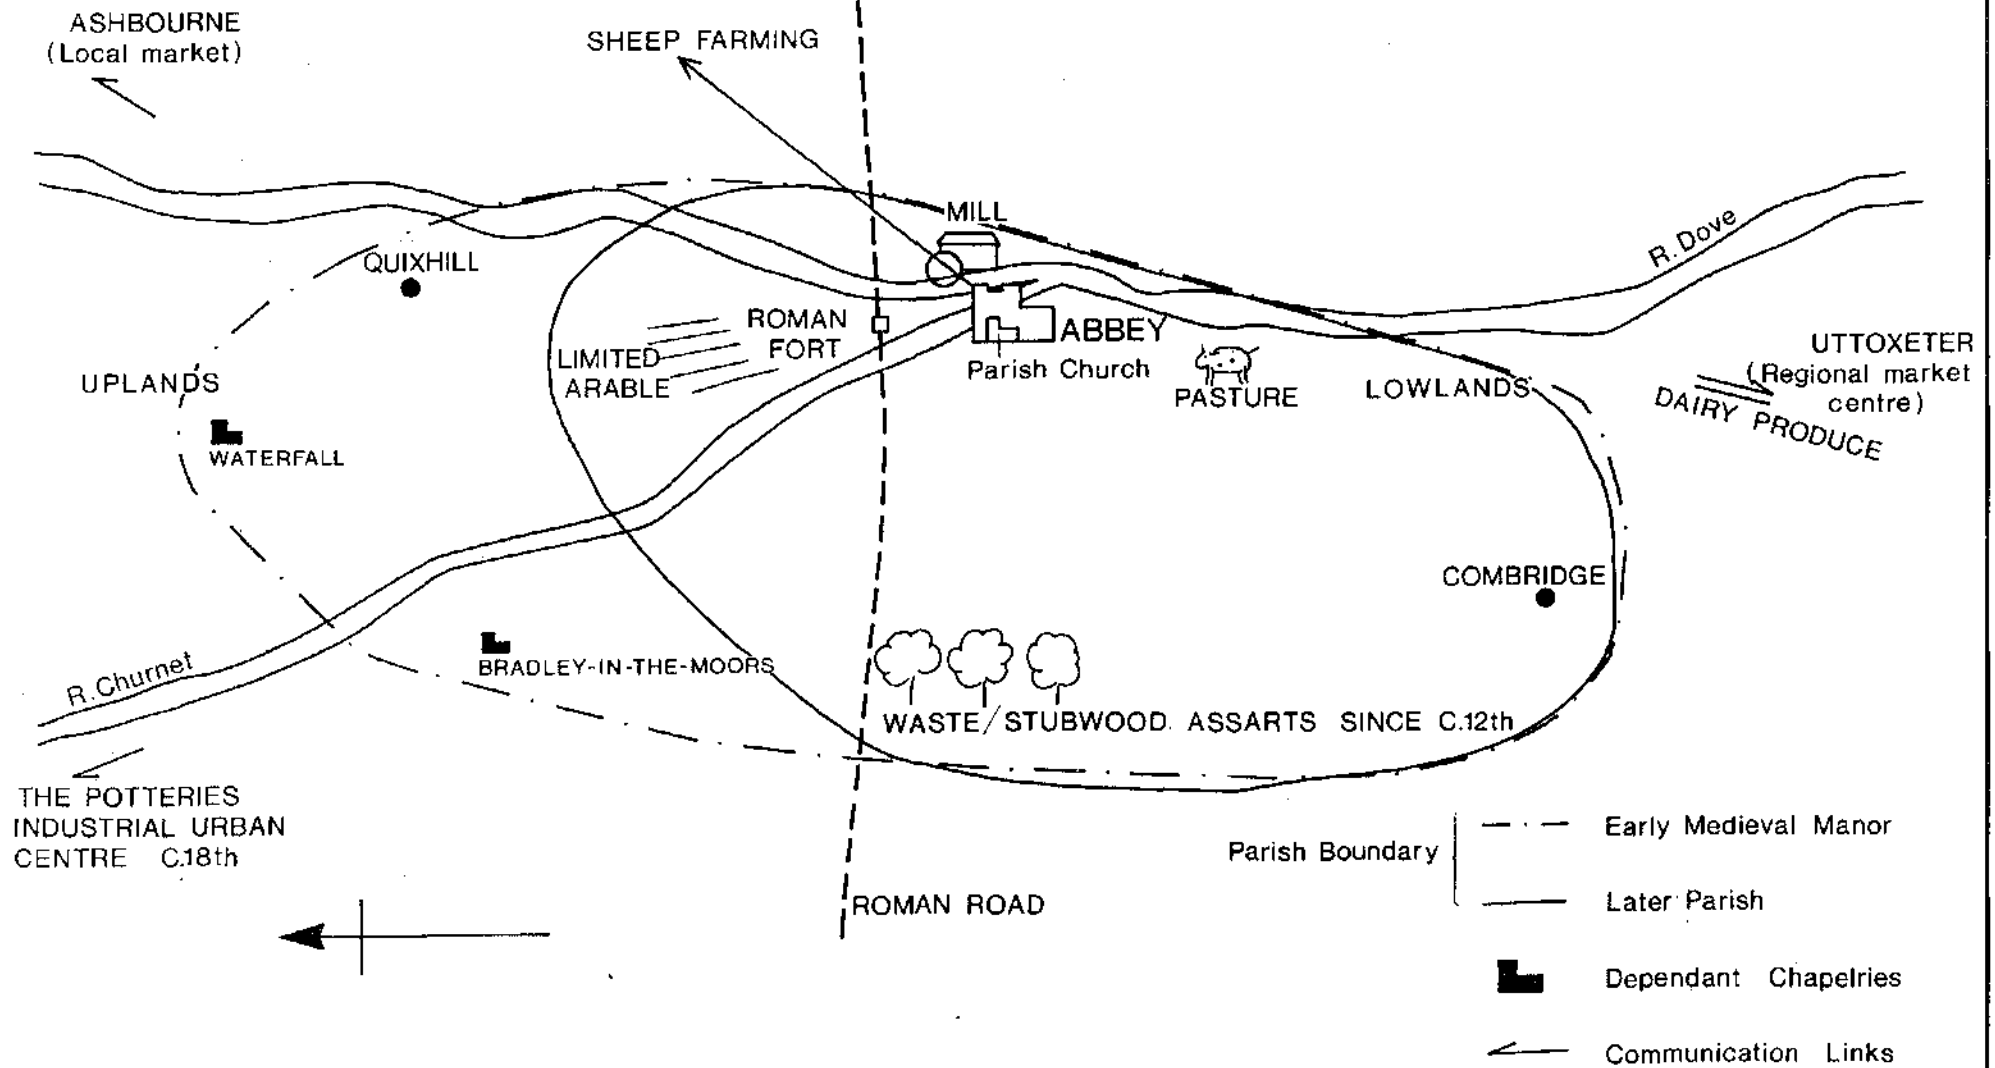 ASHBOURNE
(Local market)
SHEEP FARMING
MILL
R. Dove
QUIXHILL
ROMAN
FORT
ABBEY
LIMITED
ARABLE
Parish Church
PASTURE
LOWLANDS
UTTOXETER
(Regional market
centre)
DAIRY PRODUCE
UPLANDS
WATERFALL
COMBRIDGE
BRADLEY-IN-THE-MOORS
R. Churnet
WASTE/STUBWOOD. ASSARTS SINCE C.12th
THE POTTERIES
INDUSTRIAL URBAN
CENTRE C.18th
ROMAN ROAD
Parish Boundary
Early Medieval Manor
Later Parish
Dependant Chapelries
Communication Links